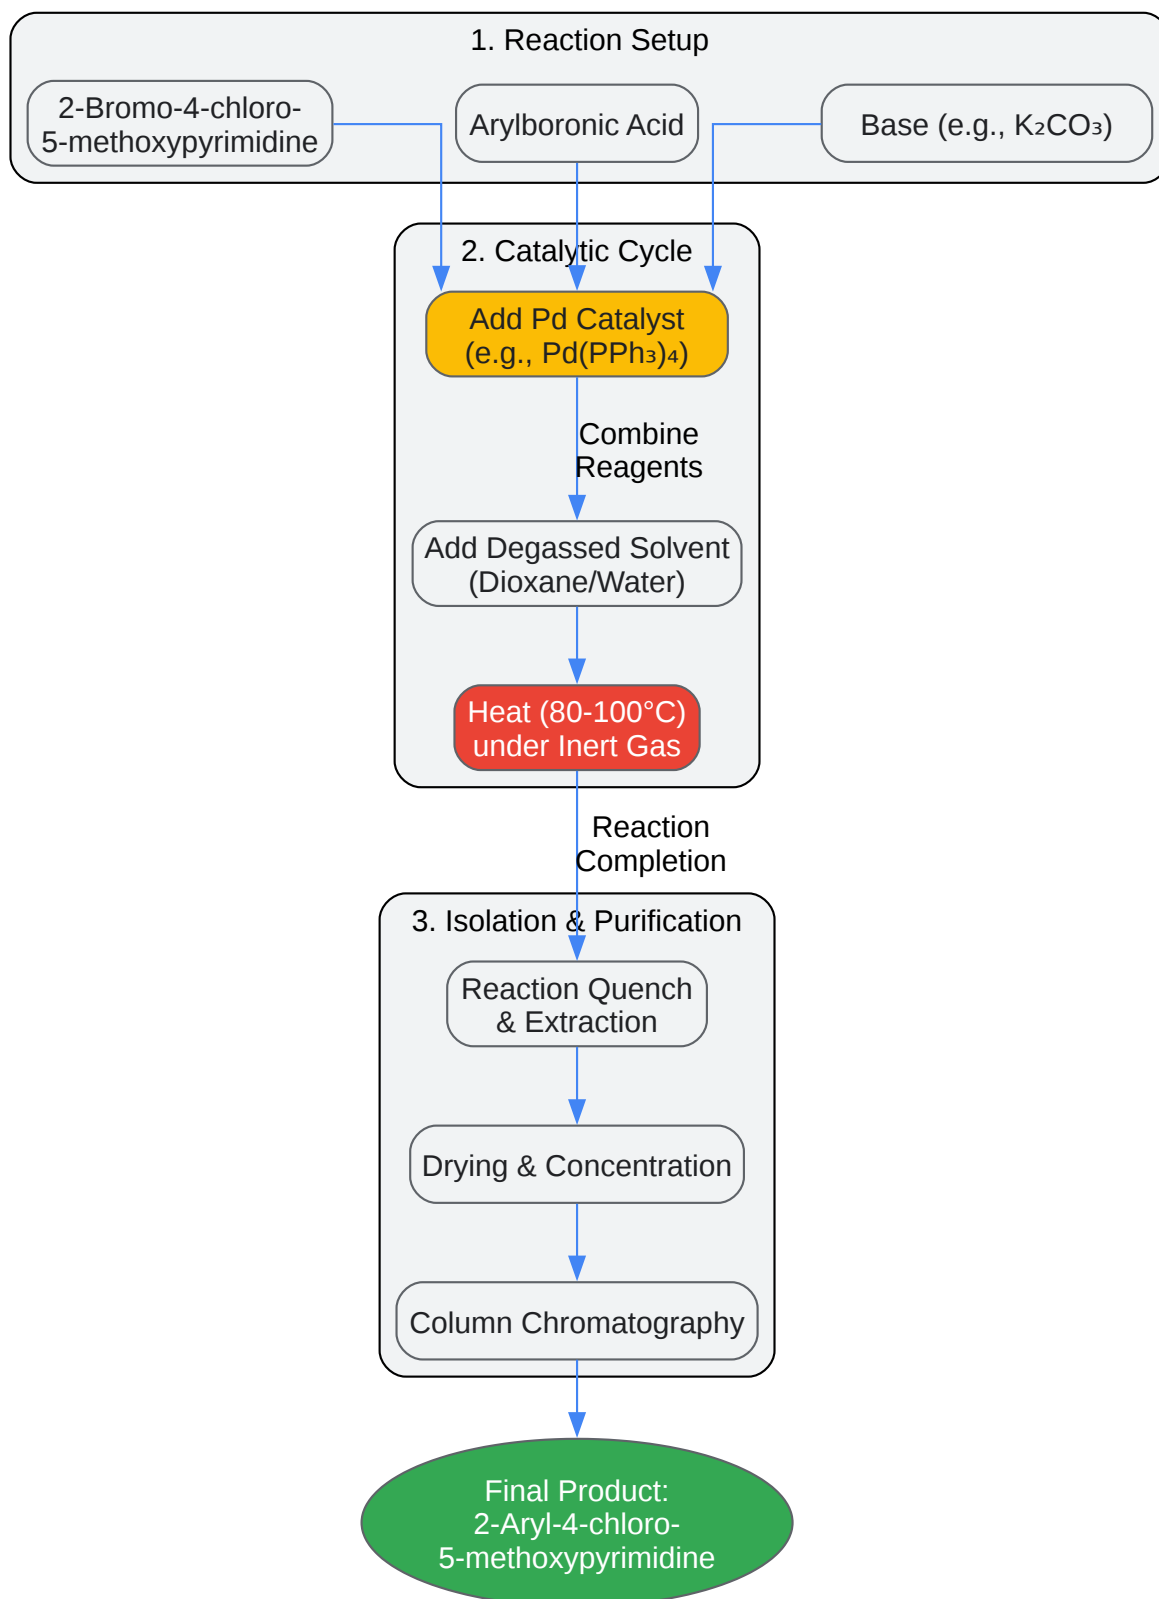 1. Reaction Setup
2-Bromo-4-chloro-
5-methoxypyrimidine
Arylboronic Acid
Base (e.g., K₂CO₃)
2. Catalytic Cycle
Add Pd Catalyst
(e.g., Pd(PPh₃)₄)
Combine
Reagents
Add Degassed Solvent
(Dioxane/Water)
Heat (80-100°C)
under Inert Gas
Reaction
Completion
3. Isolation & Purification
Reaction Quench
& Extraction
Drying & Concentration
Column Chromatography
Final Product:
2-Aryl-4-chloro-
5-methoxypyrimidine